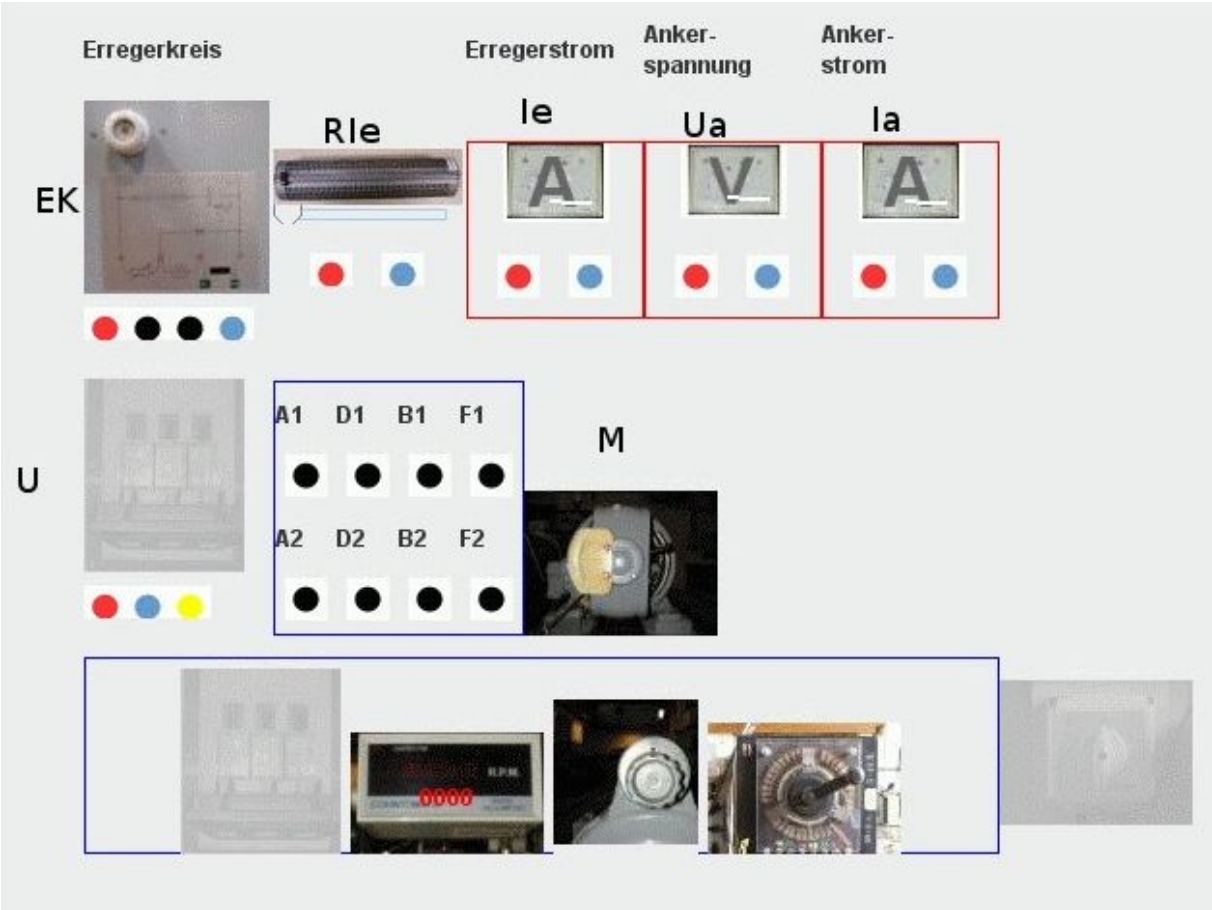 Erregerkreis
Erregerstrom
Anker-
spannung
Anker-
strom
EK
RIe
Ie
Ua
Ia
A
V
A
A1 D1 B1 F1
U
M
A2 D2 B2 F2
R.P.M.
0000